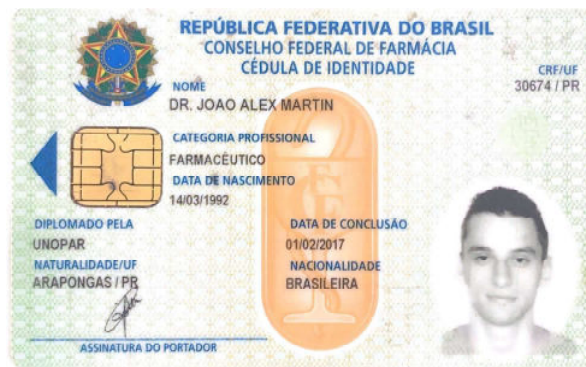 REPÚBLICA FEDERATIVA DO BRASIL
CONSELHO FEDERAL DE FARMÁCIA
CÉDULA DE IDENTIDADE
CRF/UF
30674 / PR
NOME
DR. JOAO ALEX MARTIN
CATEGORIA PROFISSIONAL
FARMACÊUTICO
DATA DE NASCIMENTO
14/03/1992
DIPLOMADO PELA
UNOPAR
DATA DE CONCLUSÃO
01/02/2017
NATURALIDADE/UF
ARAPONGAS / PR
NACIONALIDADE
BRASILEIRA
ASSINATURA DO PORTADOR